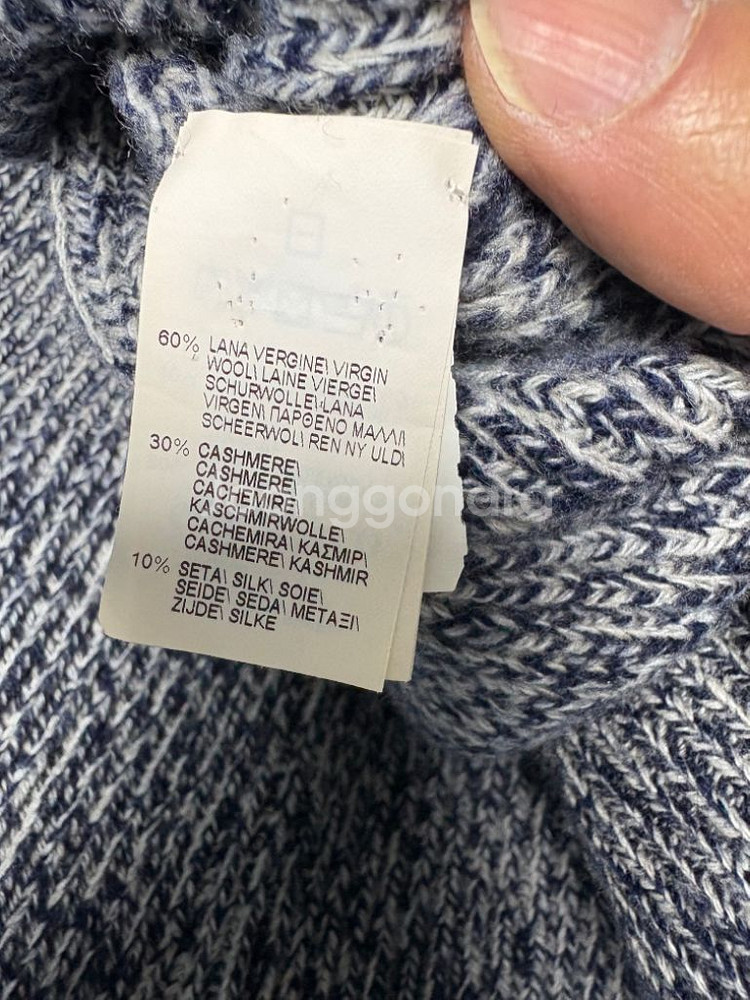 60% LANA VERGINE\ VIRGIN
WOOL\ LAINE VIERGE\
SCHURWOLLE\ LANA
VIRGEN\ ΠΑΡΘΕΝΟ ΜΑΛΛΙ\
SCHEERWOL\ REN NY ULD\
30% CASHMERE\
CASHMERE\
CACHEMIRE\
KASCHMIRWOLLE\
CACHEMIRA\ ΚΑΣΜΙΡ\
CASHMERE\ KASHMIR
10% SETA\ SILK\ SOIE\
SEIDE\ SEDA\ ΜΕΤΑΞΙ\
ZIJDE\ SILKE